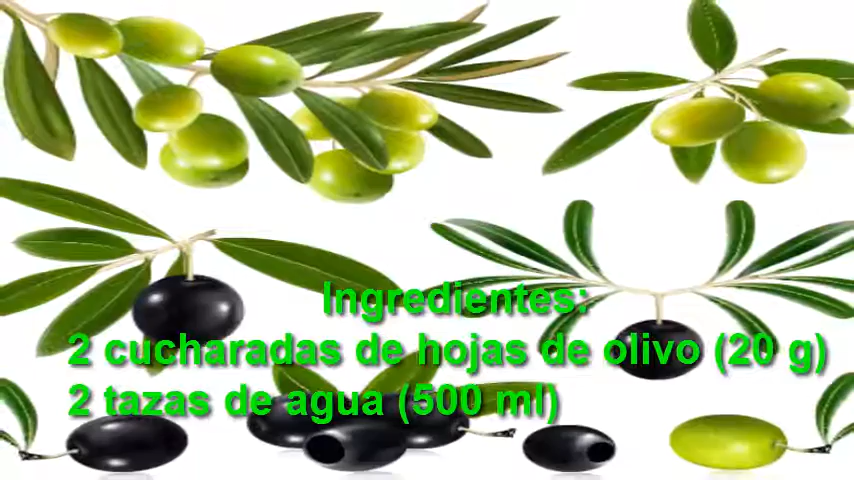 Ingredientes:
2 cucharadas de hojas de olivo (20 g)
2 tazas de agua (500 ml)